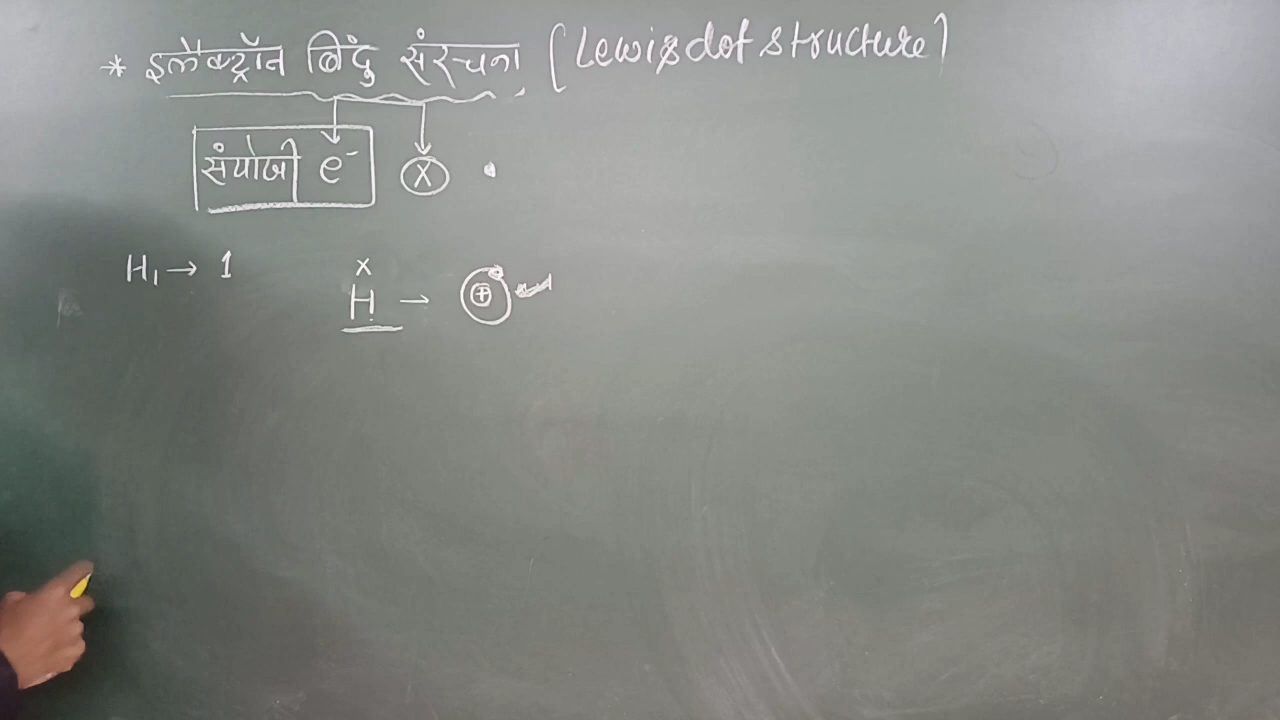 * इलैक्ट्रॉन बिंदु संरचना (Lewis dot structure)
संयोजी e⁻ X •
H₁ → 1
X
H →  +